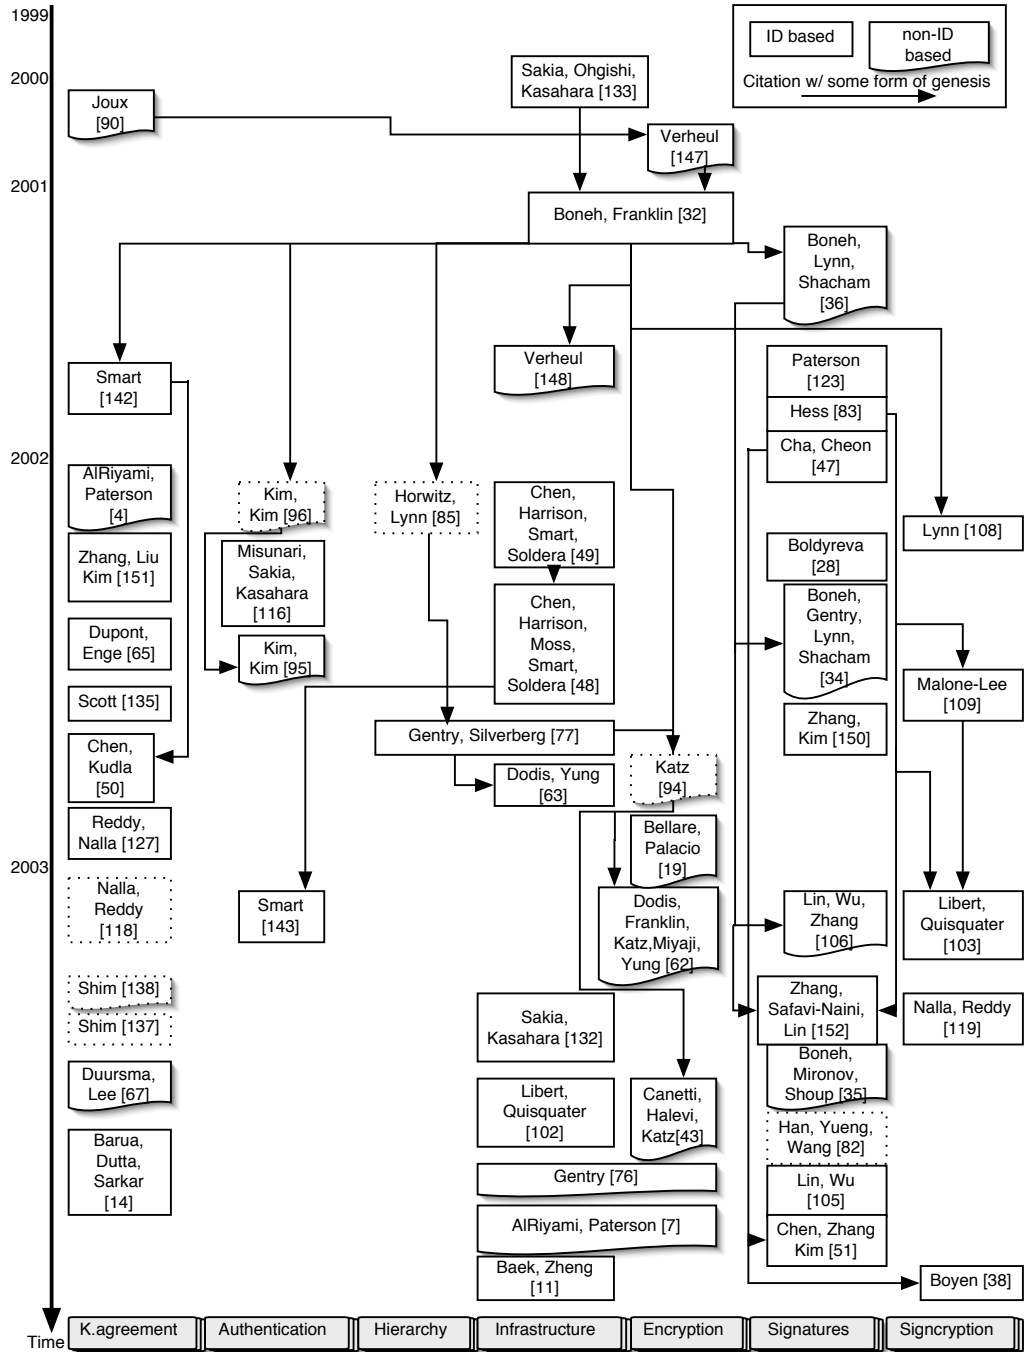 1999
ID based
non-ID
based
Citation w/ some form of genesis
2000
Sakia, Ohgishi,
Kasahara [133]
Joux
[90]
Verheul
[147]
2001
Boneh, Franklin [32]
Boneh,
Lynn,
Shacham
[36]
Verheul
[148]
Smart
[142]
Paterson
[123]
Hess [83]
Cha, Cheon
[47]
2002
AlRiyami,
Paterson
[4]
Kim,
Kim [96]
Horwitz,
Lynn [85]
Chen,
Harrison,
Smart,
Soldera [49]
Lynn [108]
Zhang, Liu
Kim [151]
Misunari,
Sakia,
Kasahara
[116]
Boldyreva
[28]
Chen,
Harrison,
Moss,
Smart,
Soldera [48]
Boneh,
Gentry,
Lynn,
Shacham
[34]
Dupont,
Enge [65]
Kim,
Kim [95]
Malone-Lee
[109]
Scott [135]
Zhang,
Kim [150]
Gentry, Silverberg [77]
Chen,
Kudla
[50]
Dodis, Yung
[63]
Katz
[94]
Reddy,
Nalla [127]
Bellare,
Palacio
[19]
2003
Nalla,
Reddy
[118]
Smart
[143]
Dodis,
Franklin,
Katz,Miyaji,
Yung [62]
Lin, Wu,
Zhang
[106]
Libert,
Quisquater
[103]
Shim [138]
Shim [137]
Sakia,
Kasahara [132]
Zhang,
Safavi-Naini,
Lin [152]
Nalla, Reddy
[119]
Boneh,
Mironov,
Shoup [35]
Duursma,
Lee [67]
Libert,
Quisquater
[102]
Canetti,
Halevi,
Katz[43]
Han, Yueng,
Wang [82]
Barua,
Dutta,
Sarkar
[14]
Gentry [76]
Lin, Wu
[105]
AlRiyami, Paterson [7]
Chen, Zhang
Kim [51]
Baek, Zheng
[11]
Boyen [38]
Time
K.agreement
Authentication
Hierarchy
Infrastructure
Encryption
Signatures
Signcryption